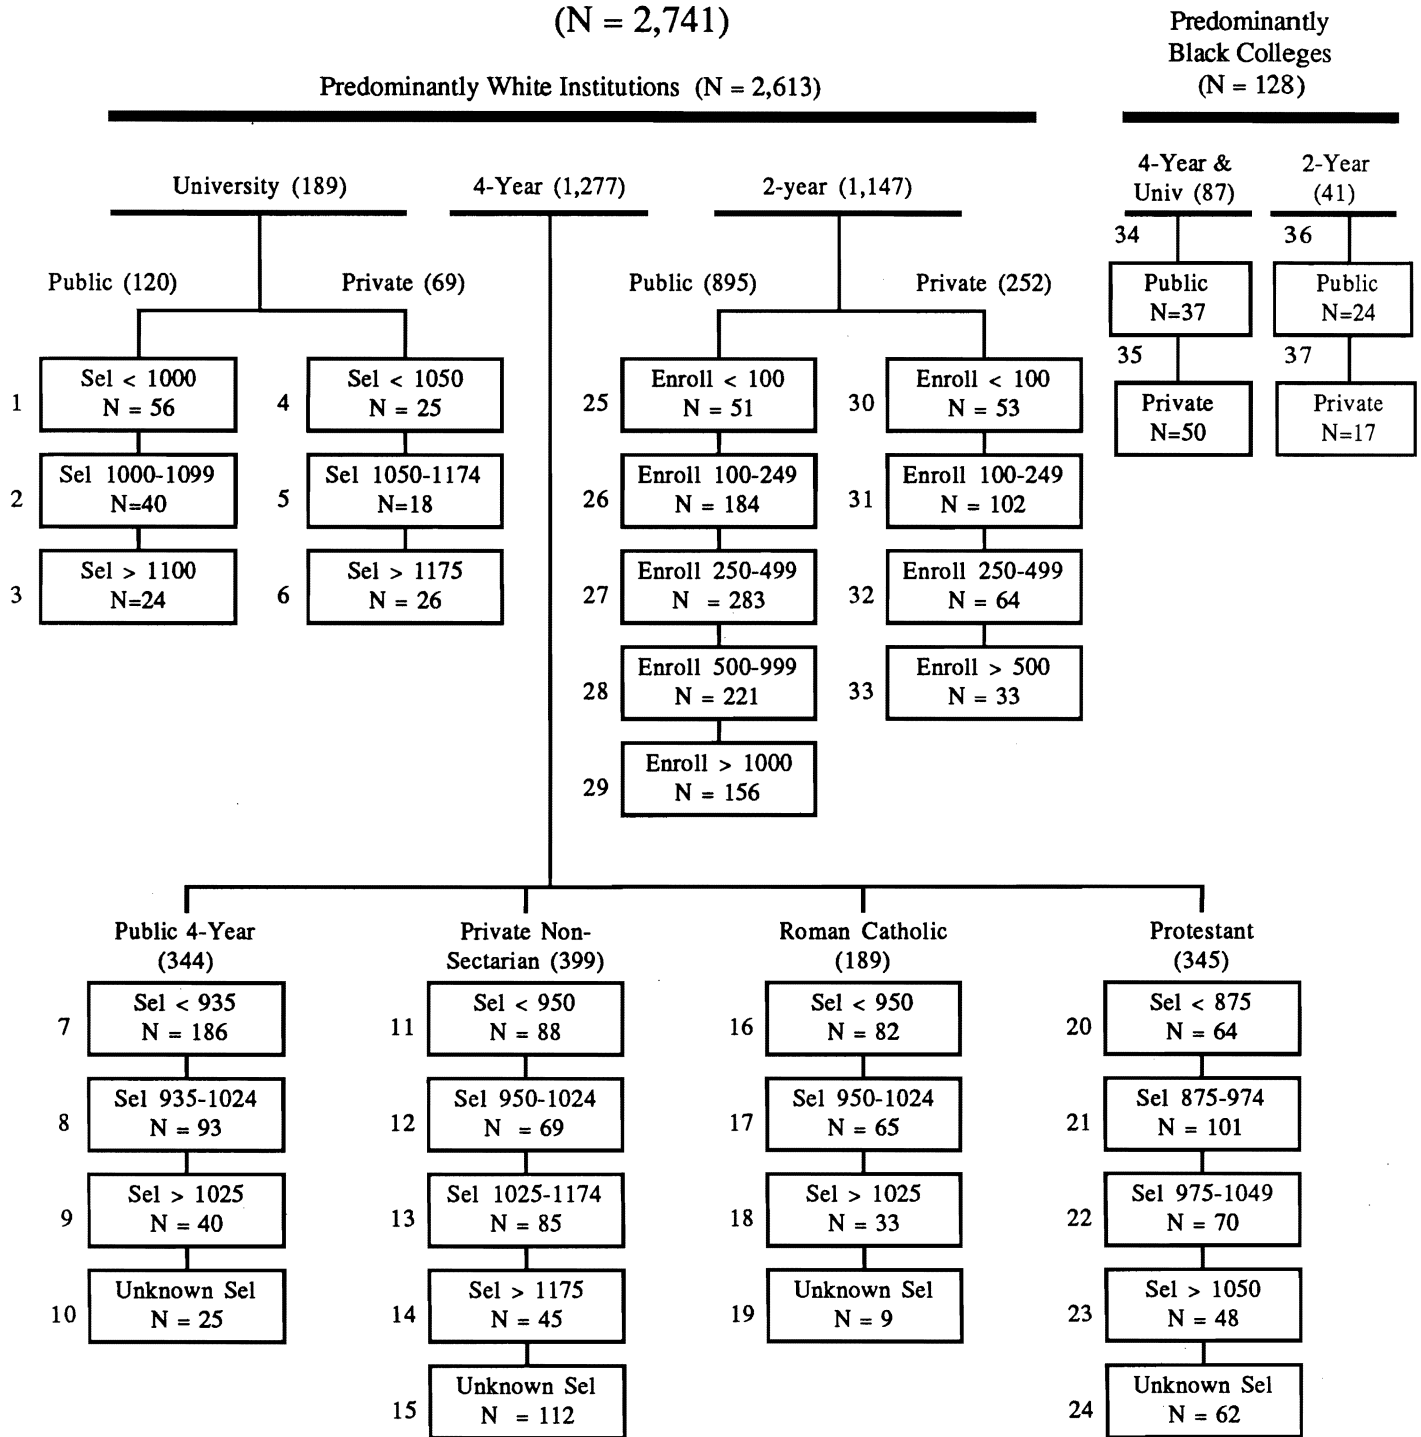 (N = 2,741)
Predominantly White Institutions (N = 2,613)
Predominantly
Black Colleges
(N = 128)
University (189)
4-Year (1,277)
2-year (1,147)
4-Year &
Univ (87)
2-Year
(41)
Public (120)
Private (69)
Public (895)
Private (252)
34
Public
N=37
35
Private
N=50
36
Public
N=24
37
Private
N=17
1
Sel < 1000
N = 56
2
Sel 1000-1099
N=40
3
Sel > 1100
N=24
4
Sel < 1050
N = 25
5
Sel 1050-1174
N=18
6
Sel > 1175
N = 26
25
Enroll < 100
N = 51
26
Enroll 100-249
N = 184
27
Enroll 250-499
N = 283
28
Enroll 500-999
N = 221
29
Enroll > 1000
N = 156
30
Enroll < 100
N = 53
31
Enroll 100-249
N = 102
32
Enroll 250-499
N = 64
33
Enroll > 500
N = 33
Public 4-Year
(344)
7
Sel < 935
N = 186
8
Sel 935-1024
N = 93
9
Sel > 1025
N = 40
10
Unknown Sel
N = 25
Private Non-
Sectarian (399)
11
Sel < 950
N = 88
12
Sel 950-1024
N = 69
13
Sel 1025-1174
N = 85
14
Sel > 1175
N = 45
15
Unknown Sel
N = 112
Roman Catholic
(189)
16
Sel < 950
N = 82
17
Sel 950-1024
N = 65
18
Sel > 1025
N = 33
19
Unknown Sel
N = 9
Protestant
(345)
20
Sel < 875
N = 64
21
Sel 875-974
N = 101
22
Sel 975-1049
N = 70
23
Sel > 1050
N = 48
24
Unknown Sel
N = 62